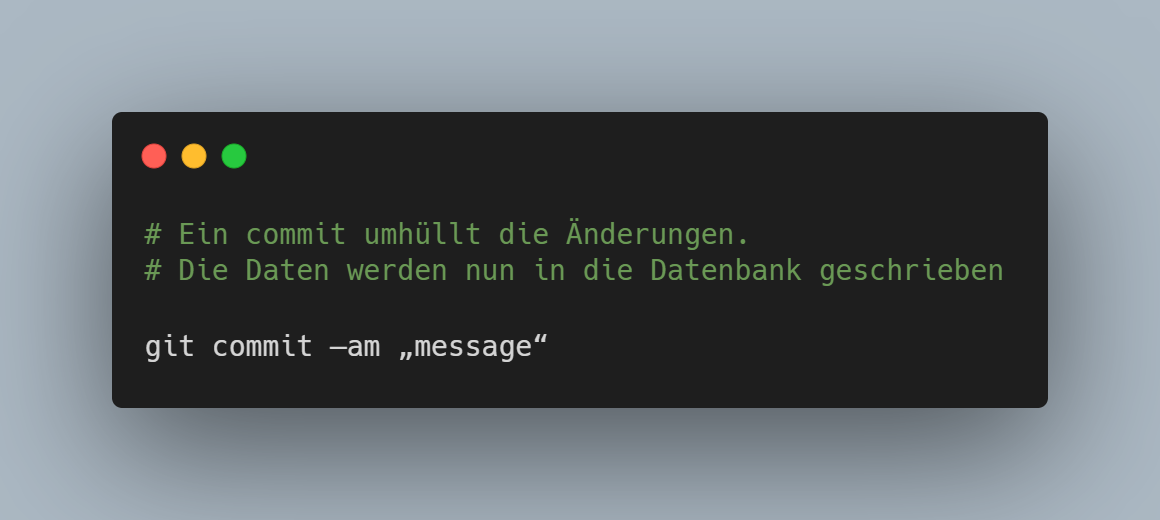 # Ein commit umhüllt die Änderungen.
# Die Daten werden nun in die Datenbank geschrieben
git commit –am „message“